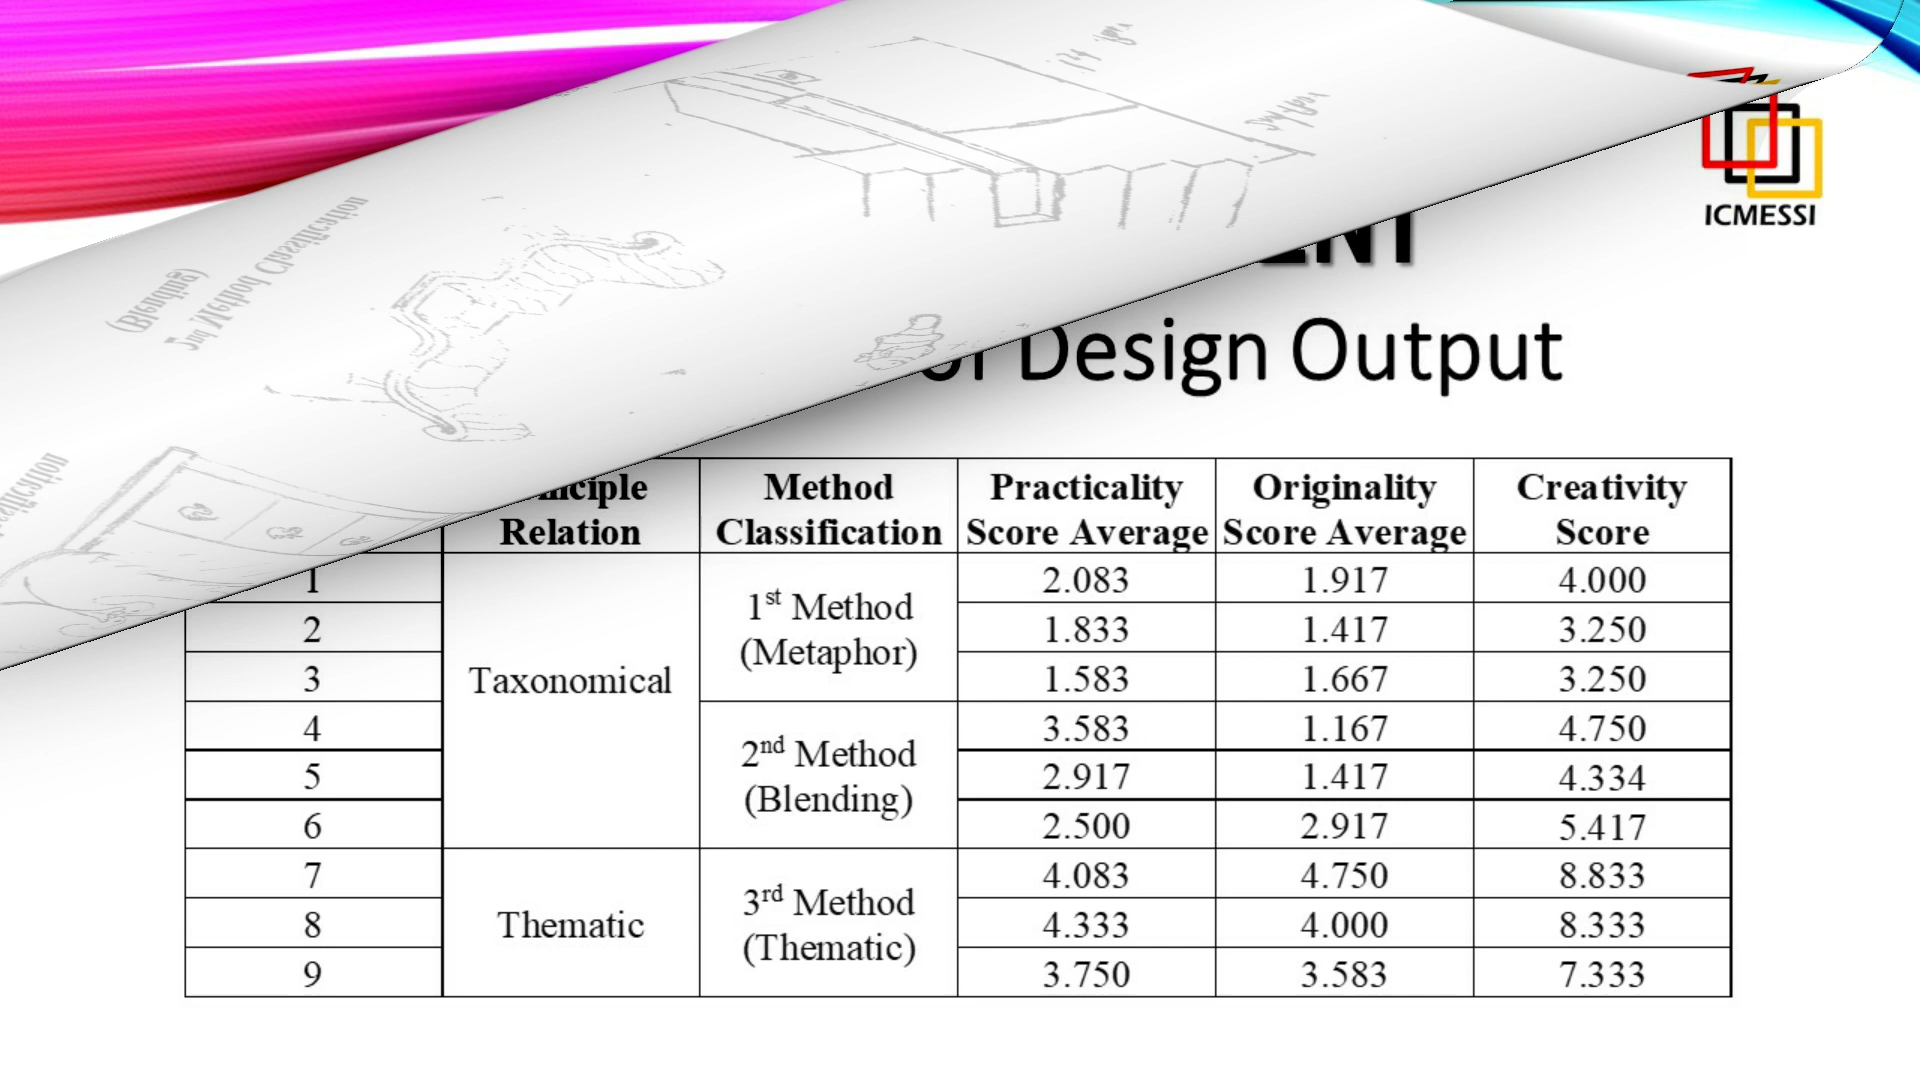 ICMESSI
Design Output
Relation
Method Classification
Practicality Score Average
Originality Score Average
Creativity Score
1 2.083 1.917 4.000
2 1.833 1.417 3.250
3 1.583 1.667 3.250
4 3.583 1.167 4.750
5 2.917 1.417 4.334
6 2.500 2.917 5.417
7 4.083 4.750 8.833
8 4.333 4.000 8.333
9 3.750 3.583 7.333
Taxonomical
Thematic
1st Method
(Metaphor)
2nd Method
(Blending)
3rd Method
(Thematic)
Method Classification
(Blending)